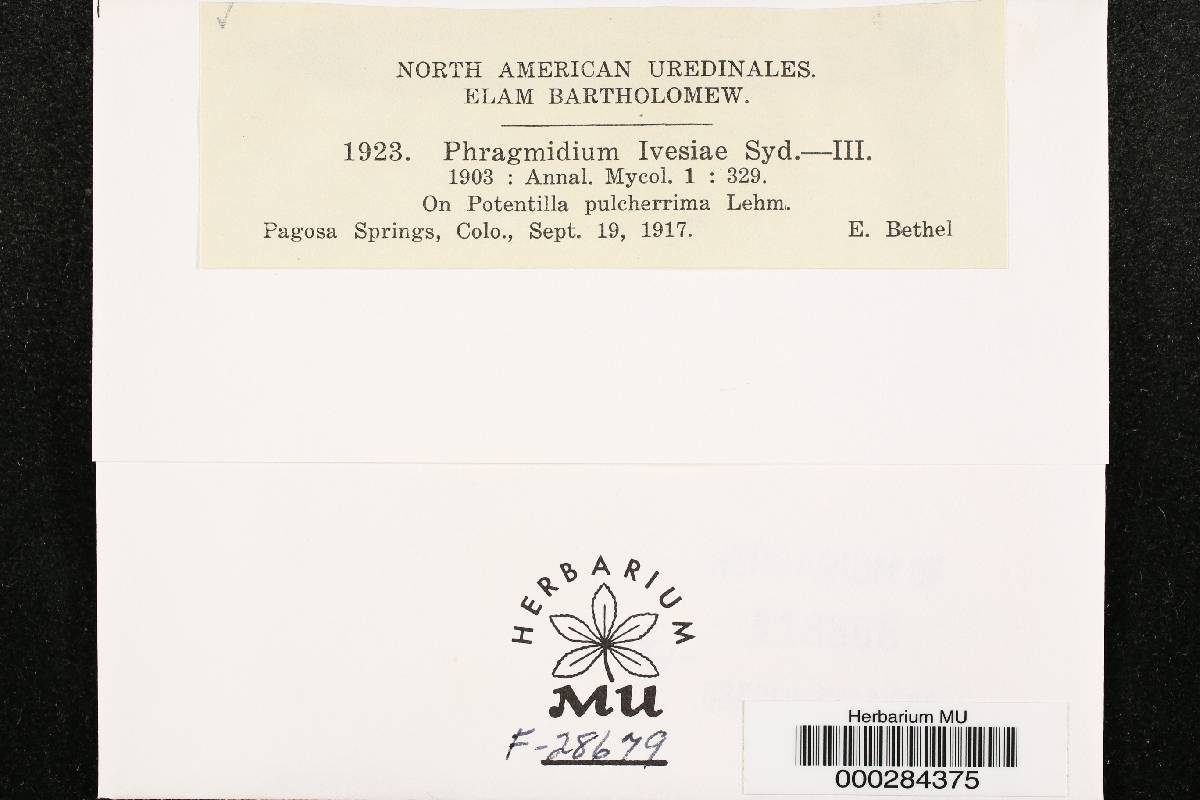 NORTH AMERICAN UREDINALES.
ELAM BARTHOLOMEW.
1923. Phragmidium Ivesiae Syd.—III.
1903 : Annal. Mycol. 1 : 329.
On Potentilla pulcherrima Lehm.
Pagosa Springs, Colo., Sept. 19, 1917. E. Bethel
HERBARIUM
MU
F-28679
Herbarium MU
000284375